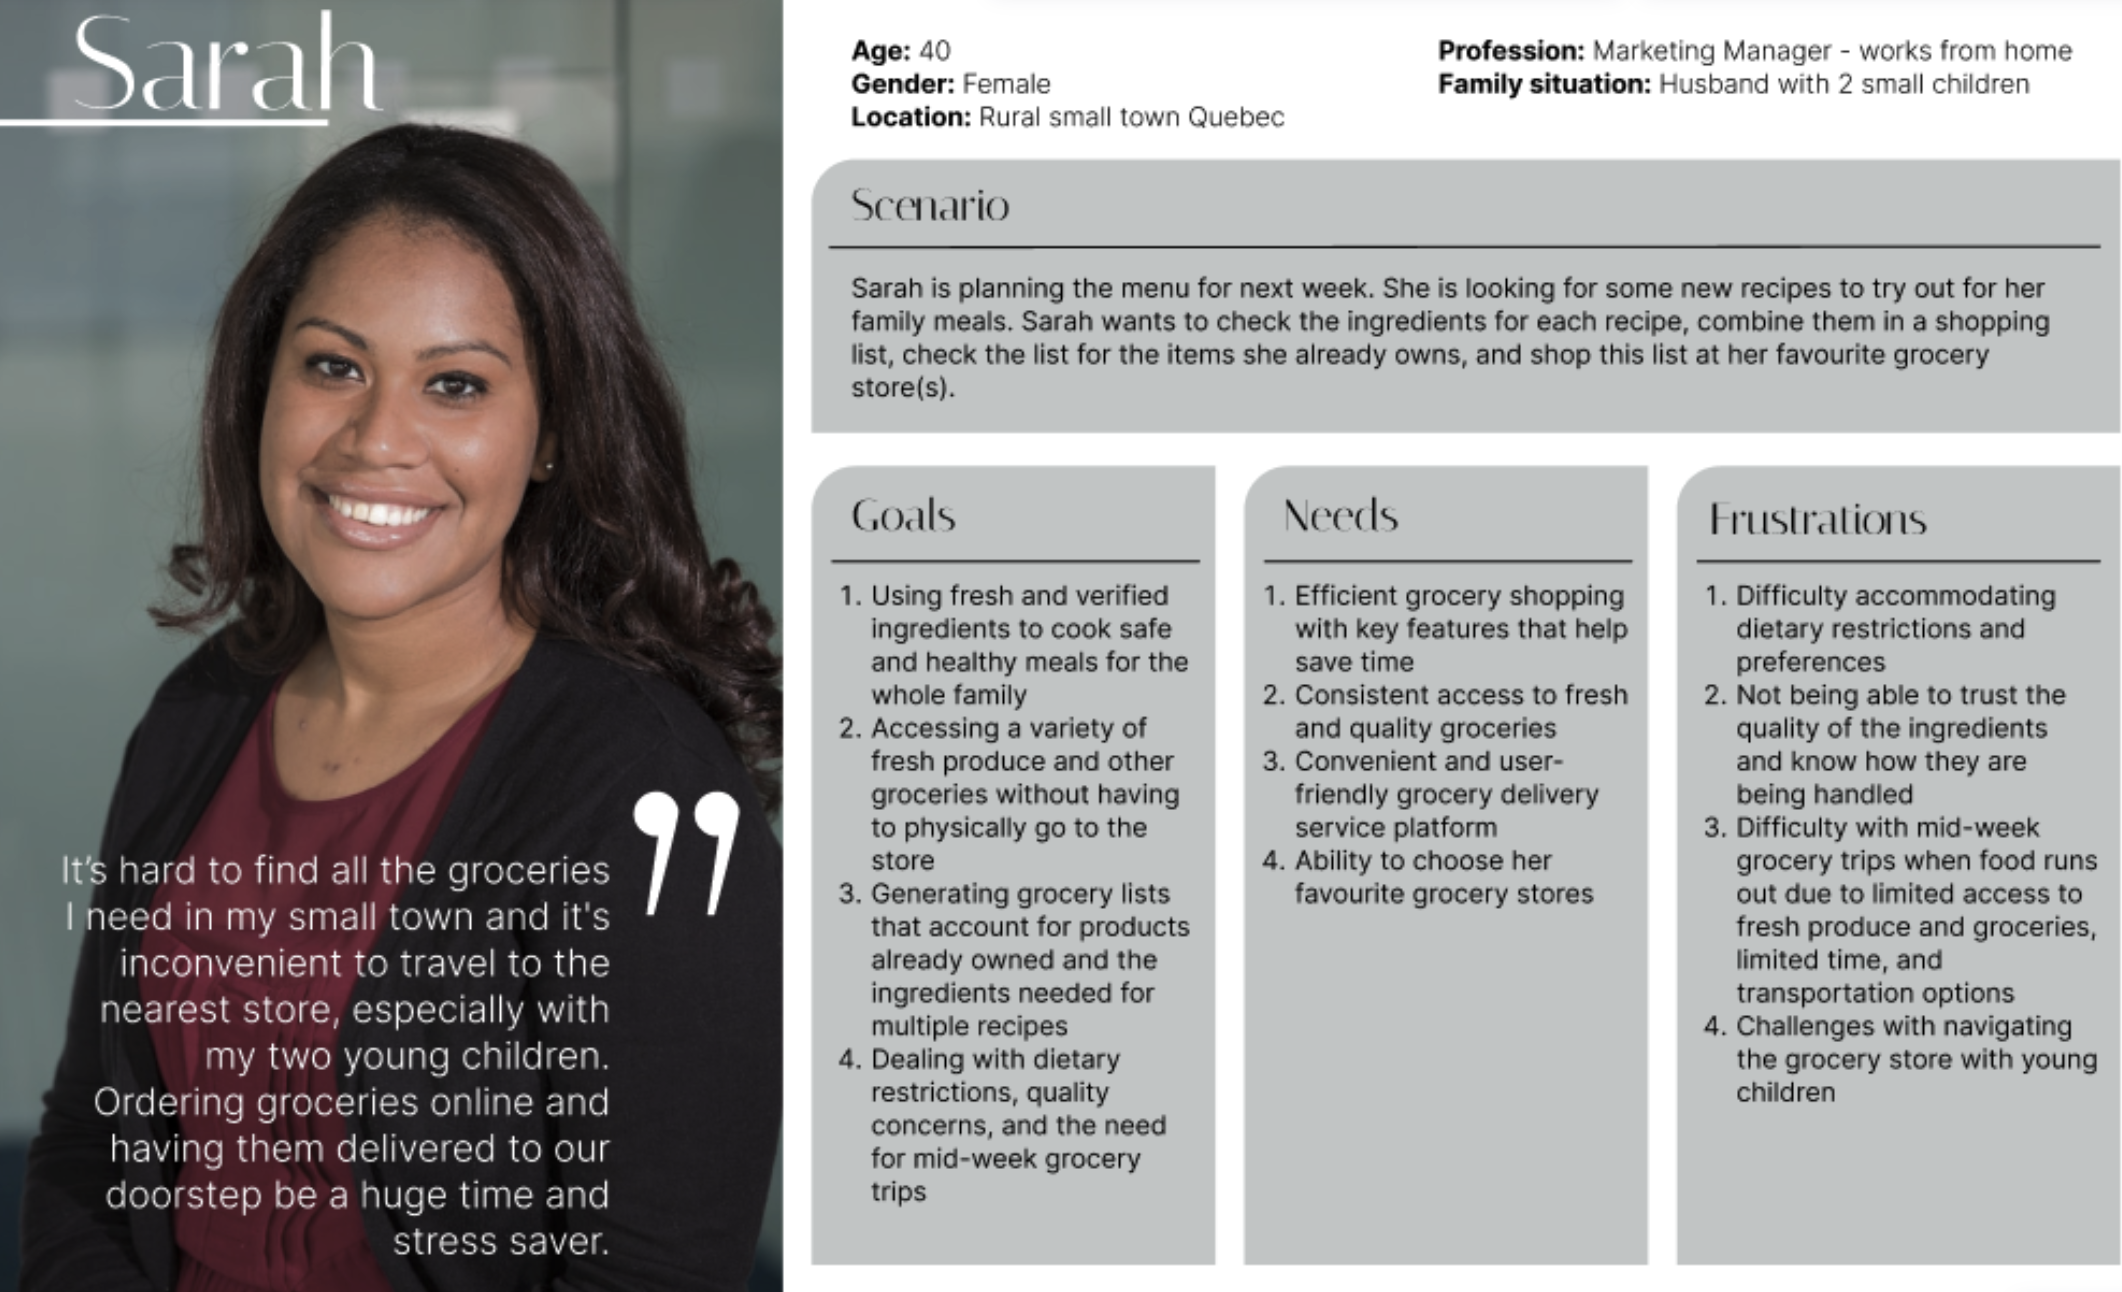 Sarah
It's hard to find all the groceries
I need in my small town and it's
inconvenient to travel to the
nearest store, especially with
my two young children.
Ordering groceries online and
having them delivered to our
doorstep be a huge time and
stress saver.
”
Age: 40
Gender: Female
Location: Rural small town Quebec
Profession: Marketing Manager - works from home
Family situation: Husband with 2 small children
Scenario
Sarah is planning the menu for next week. She is looking for some new recipes to try out for her
family meals. Sarah wants to check the ingredients for each recipe, combine them in a shopping
list, check the list for the items she already owns, and shop this list at her favourite grocery
store(s).
Goals
1. Using fresh and verified
ingredients to cook safe
and healthy meals for the
whole family
2. Accessing a variety of
fresh produce and other
groceries without having
to physically go to the
store
3. Generating grocery lists
that account for products
already owned and the
ingredients needed for
multiple recipes
4. Dealing with dietary
restrictions, quality
concerns, and the need
for mid-week grocery
trips
Needs
1. Efficient grocery shopping
with key features that help
save time
2. Consistent access to fresh
and quality groceries
3. Convenient and user-
friendly grocery delivery
service platform
4. Ability to choose her
favourite grocery stores
Frustrations
1. Difficulty accommodating
dietary restrictions and
preferences
2. Not being able to trust the
quality of the ingredients
and know how they are
being handled
3. Difficulty with mid-week
grocery trips when food runs
out due to limited access to
fresh produce and groceries,
limited time, and
transportation options
4. Challenges with navigating
the grocery store with young
children